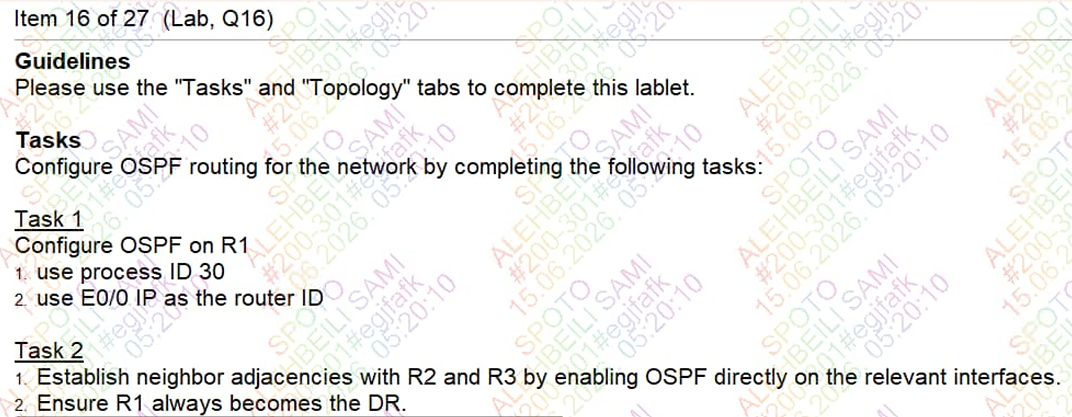 Item 16 of 27 (Lab, Q16)
Guidelines
Please use the "Tasks" and "Topology" tabs to complete this lablet.
Tasks
Configure OSPF routing for the network by completing the following tasks:
Task 1
Configure OSPF on R1
1. use process ID 30
2. use E0/0 IP as the router ID
Task 2
1. Establish neighbor adjacencies with R2 and R3 by enabling OSPF directly on the relevant interfaces.
2. Ensure R1 always becomes the DR.